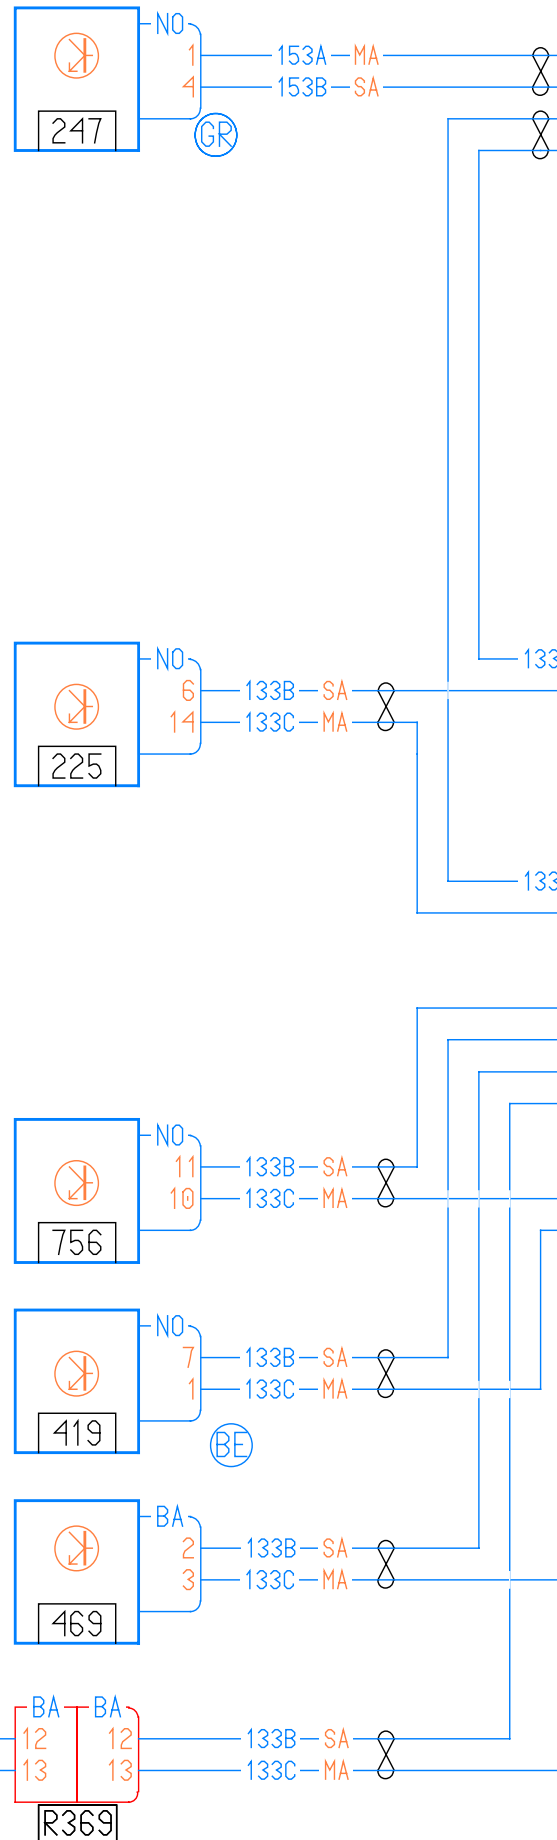 NO
1 153A MA
4 153B SA
247
GR
133
NO
6 133B SA
14 133C MA
225
133
NO
11 133B SA
10 133C MA
756
NO
7 133B SA
1 133C MA
419
BE
BA
2 133B SA
3 133C MA
469
BA BA
12 12 133B SA
13 13 133C MA
R369